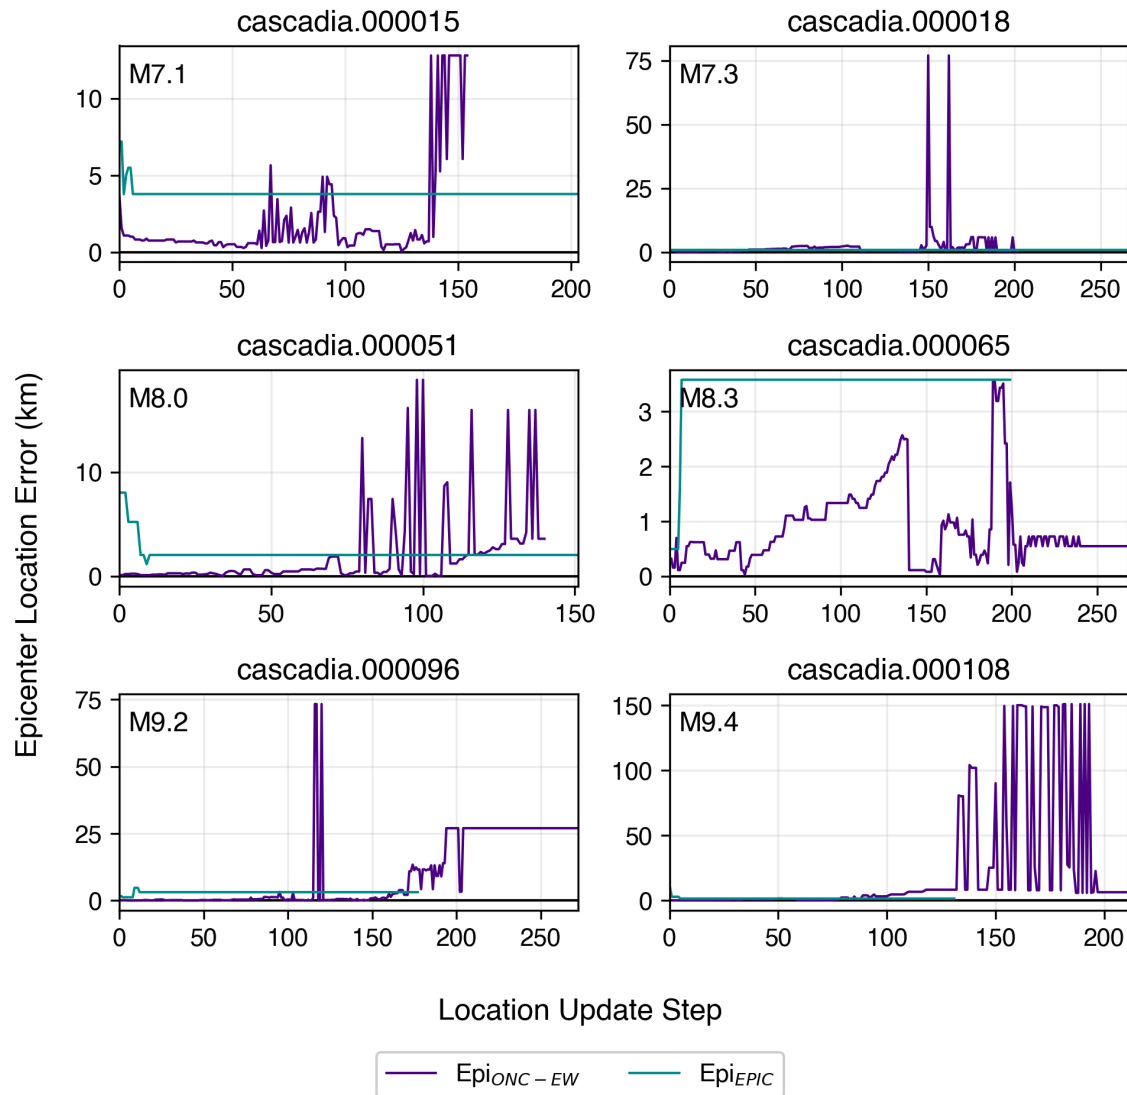 cascadia.000015
M7.1
10
5
0
0 50 100 150 200
cascadia.000018
M7.3
75
50
25
0
0 50 100 150 200 250
cascadia.000051
M8.0
10
0
0 50 100 150
cascadia.000065
M8.3
3
2
1
0
0 50 100 150 200 250
cascadia.000096
M9.2
75
50
25
0
0 50 100 150 200 250
cascadia.000108
M9.4
150
100
50
0
0 50 100 150 200
Epicenter Location Error (km)
Location Update Step
Epi_{ONC-EW} Epi_{EPIC}